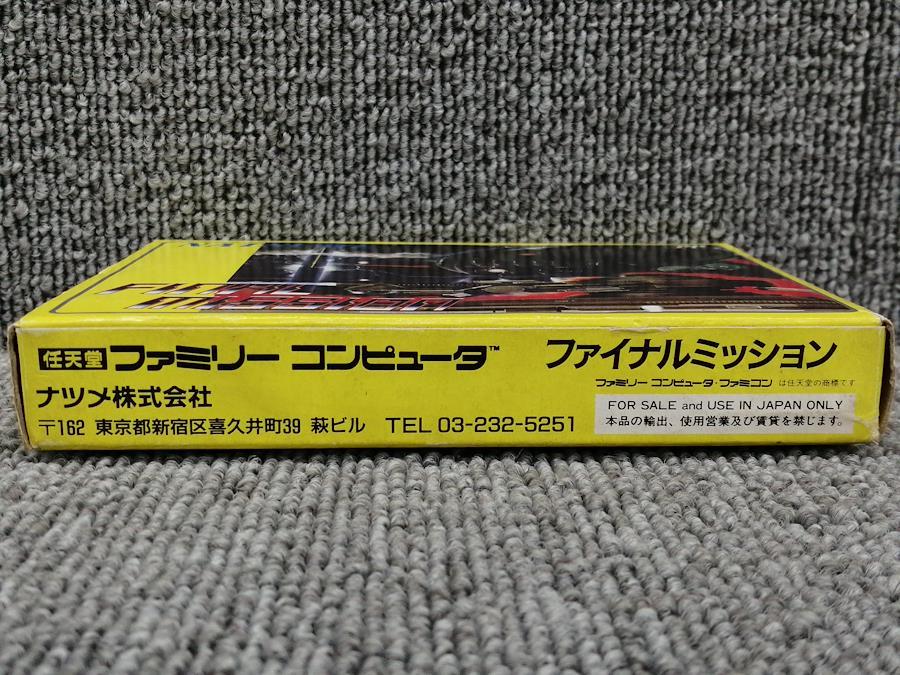 FINAL
MISSION
任天堂 ファミリー コンピュータ™ ファイナルミッション
ファミリー コンピュータ・ファミコン は任天堂の商標です
ナツメ株式会社
〒162 東京都新宿区喜久井町39 萩ビル TEL 03-232-5251
FOR SALE and USE IN JAPAN ONLY
本品の輸出、使用営業及び賃貸を禁じます。